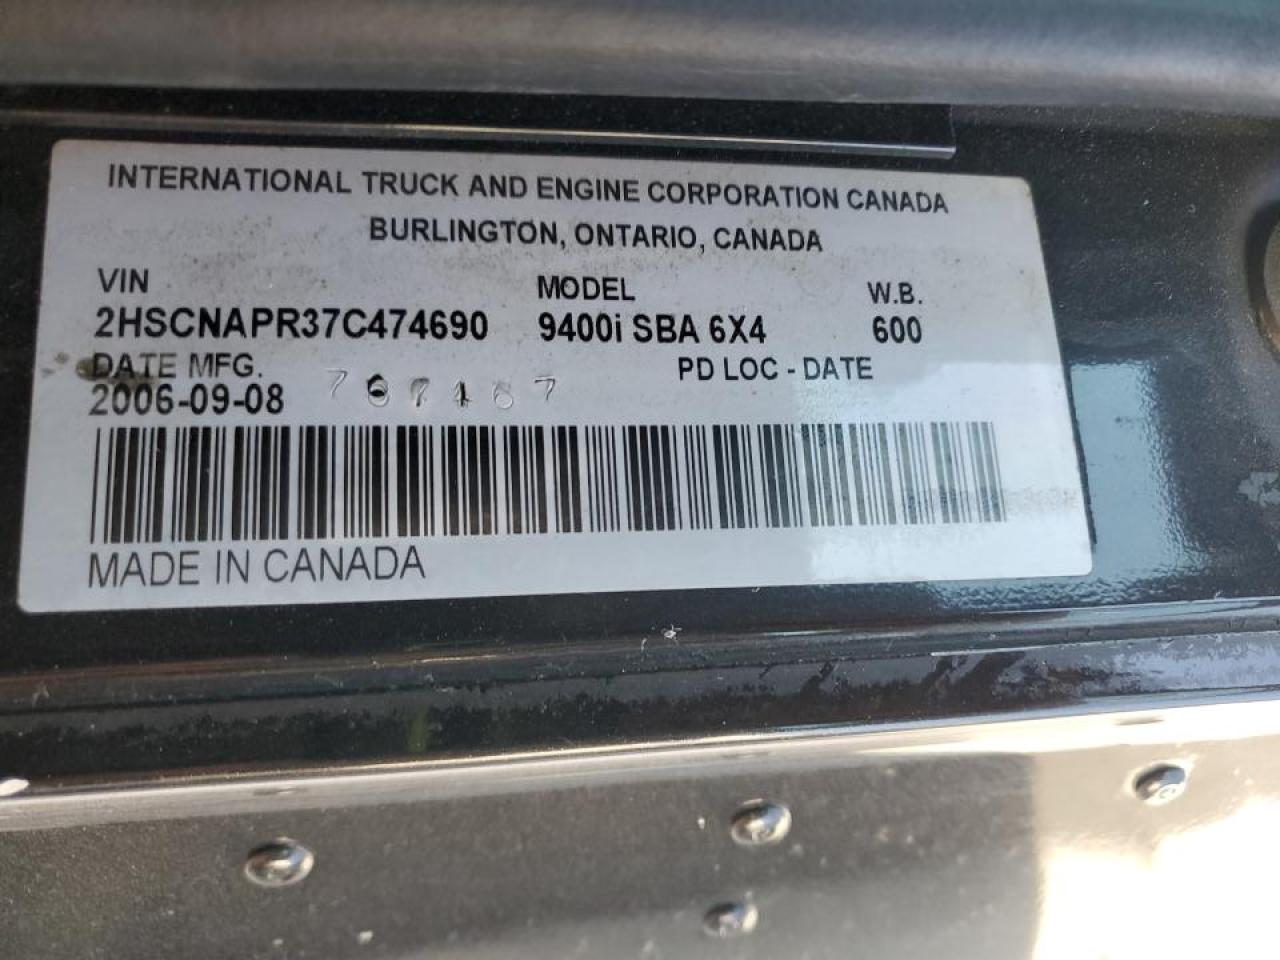 INTERNATIONAL TRUCK AND ENGINE CORPORATION CANADA
BURLINGTON, ONTARIO, CANADA
VIN MODEL W.B.
2HSCNAPR37C474690 9400i SBA 6X4 600
DATE MFG. PD LOC - DATE
2006-09-08
MADE IN CANADA